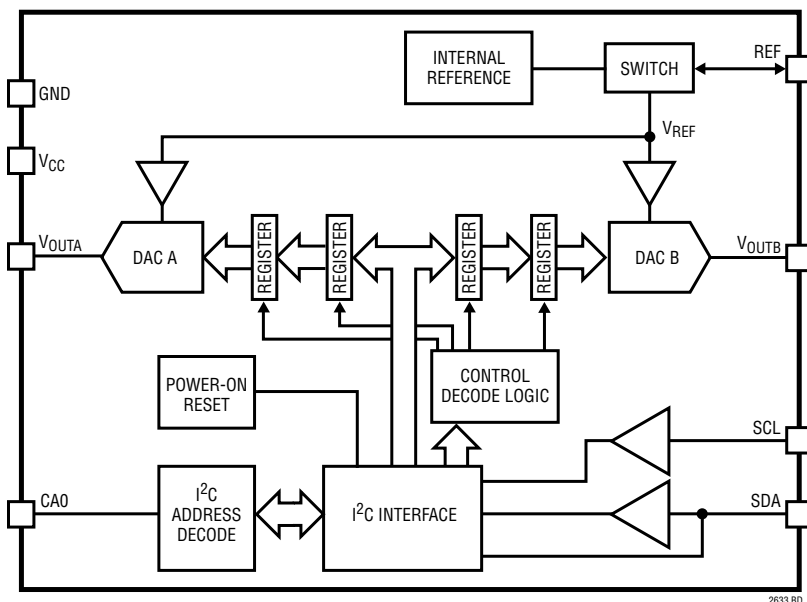 INTERNAL
REFERENCE
SWITCH
REF
GND
VREF
VCC
VOUTA
DAC A
REGISTER
REGISTER
REGISTER
REGISTER
DAC B
VOUTB
POWER-ON
RESET
CONTROL
DECODE LOGIC
SCL
CA0
I²C
ADDRESS
DECODE
I²C INTERFACE
SDA
2633 BD